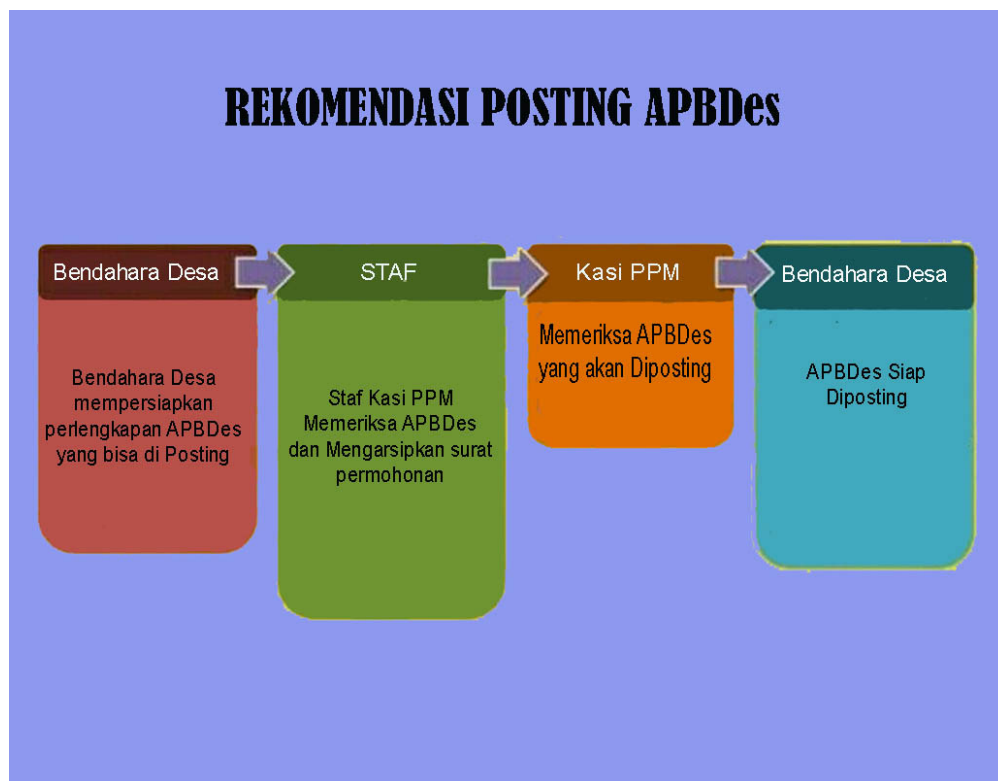 REKOMENDASI POSTING APBDes
Bendahara Desa
Bendahara Desa
mempersiapkan
perlengkapan APBDes
yang bisa di Posting
STAF
Staf Kasi PPM
Memeriksa APBDes
dan Mengarsipkan surat
permohonan
Kasi PPM
Memeriksa APBDes
yang akan Diposting
Bendahara Desa
APBDes Siap
Diposting